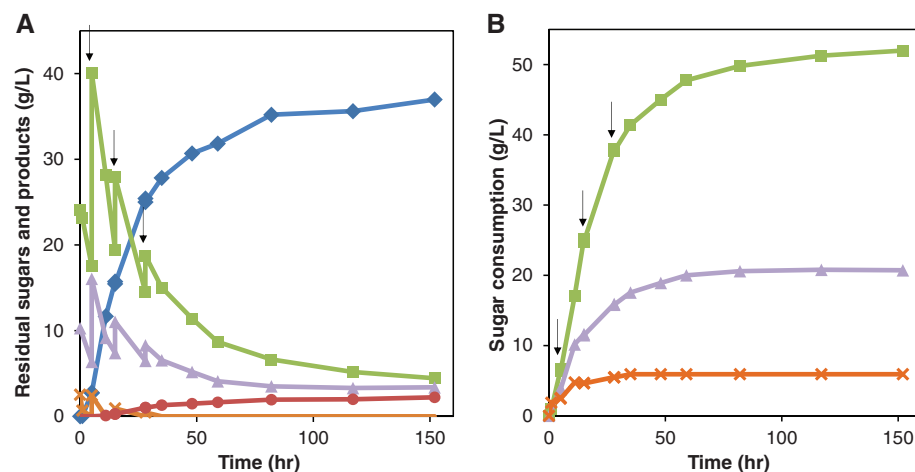 A
Residual sugars and products (g/L)
40
30
20
10
0
0 50 100 150
Time (hr)
B
Sugar consumption (g/L)
50
40
30
20
10
0
0 50 100 150
Time (hr)